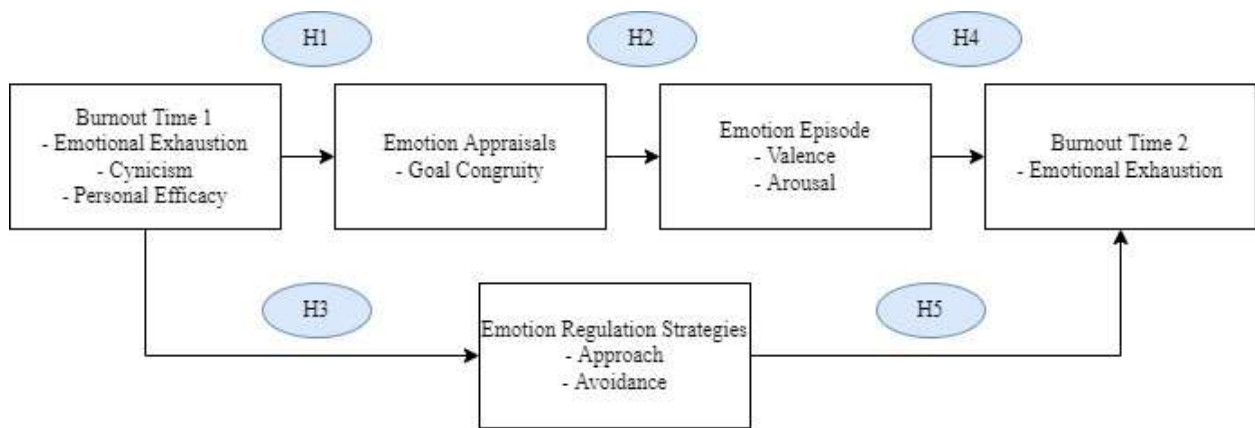 H1
H2
H4
Burnout Time 1
- Emotional Exhaustion
- Cynicism
- Personal Efficacy
Emotion Appraisals
- Goal Congruity
Emotion Episode
- Valence
- Arousal
Burnout Time 2
- Emotional Exhaustion
H3
H5
Emotion Regulation Strategies
- Approach
- Avoidance